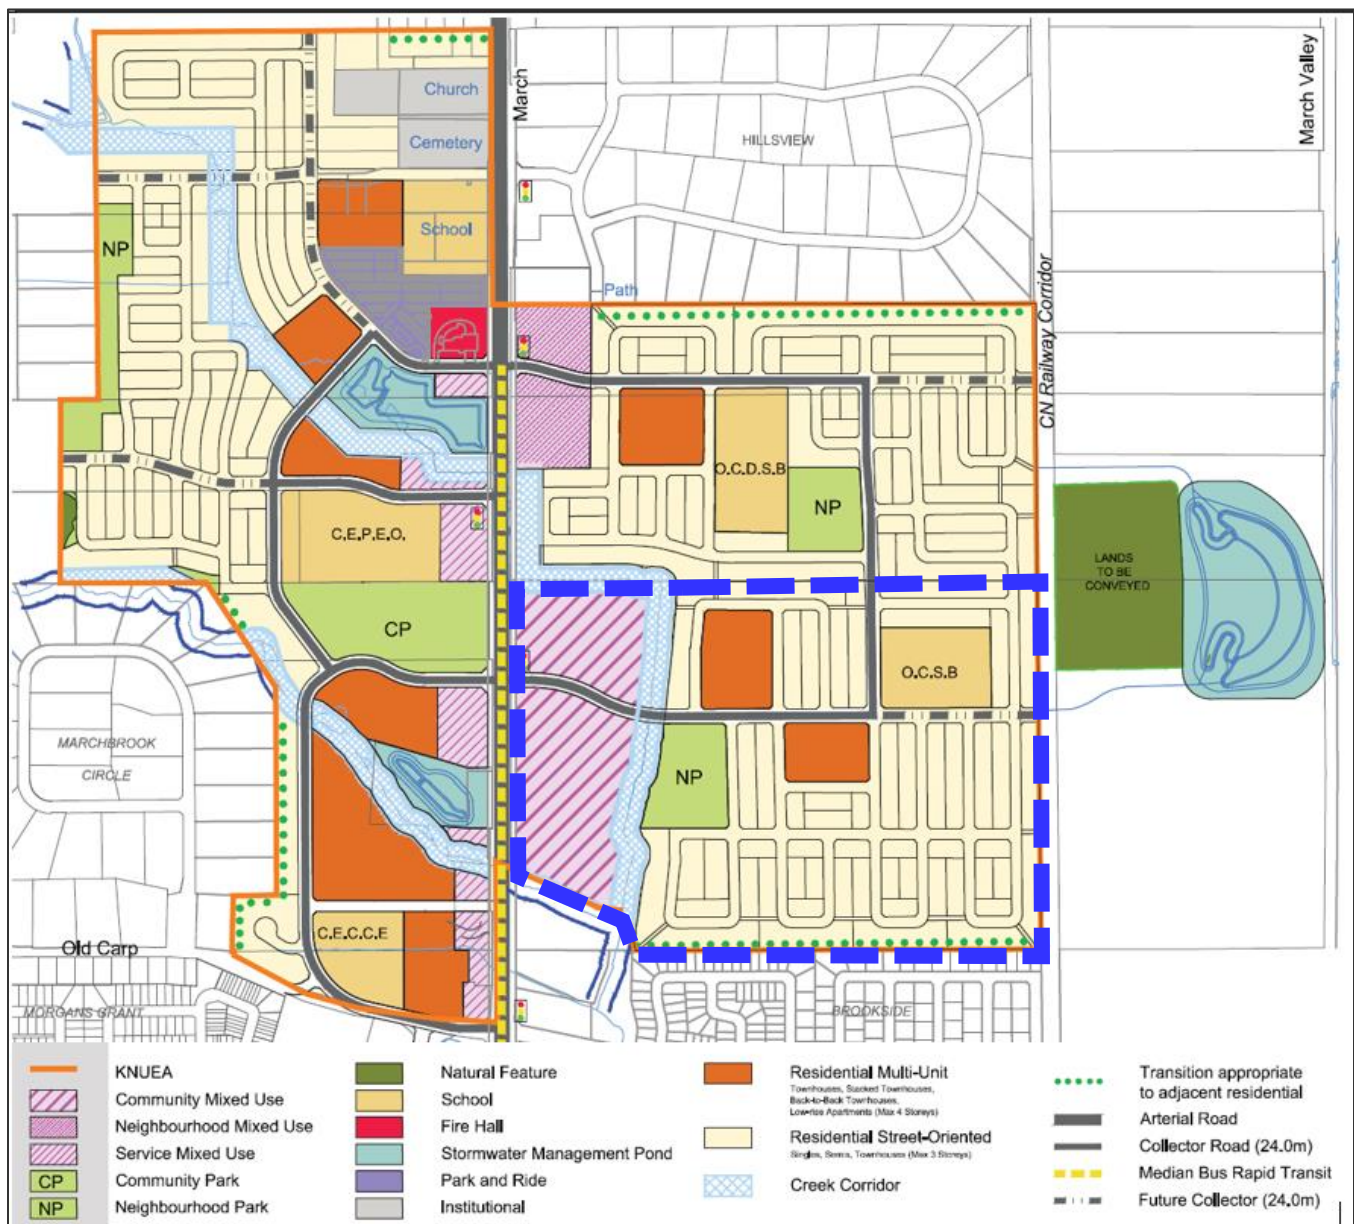 Church
March
March Valley
Cemetery
HILLSVIEW
School
NP
Path
CN Railway Corridor
O.C.D.S.B
NP
C.E.P.E.O.
LANDS
TO BE
CONVEYED
CP
O.C.S.B
MARCHBROOK
CIRCLE
NP
C.E.C.C.E
Old Carp
MORGANS GRANT
BROOKSIDE
KNUEA
Community Mixed Use
Neighbourhood Mixed Use
Service Mixed Use
CP Community Park
NP Neighbourhood Park
Natural Feature
School
Fire Hall
Stormwater Management Pond
Park and Ride
Institutional
Residential Multi-Unit
Townhouses, Stacked Townhouses,
Back-to-Back Townhouses,
Low-rise Apartments (Max 4 Storeys)
Residential Street-Oriented
Singles, Semis, Townhouses (Max 3 Storeys)
Creek Corridor
Transition appropriate
to adjacent residential
Arterial Road
Collector Road (24.0m)
Median Bus Rapid Transit
Future Collector (24.0m)